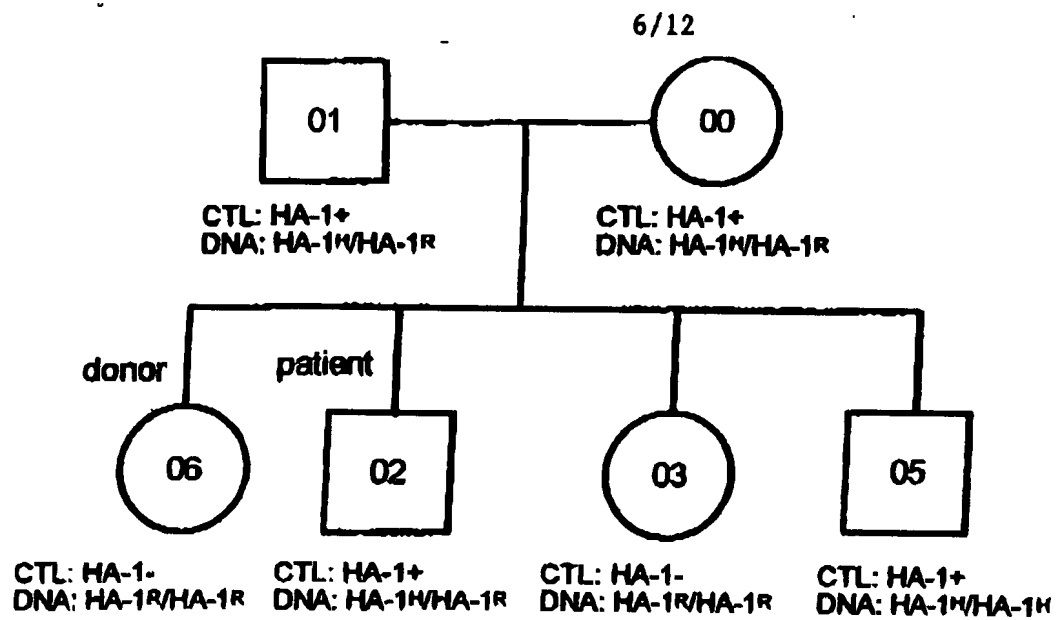 6/12
01
00
CTL: HA-1+
DNA: HA-1H/HA-1R
CTL: HA-1+
DNA: HA-1H/HA-1R
donor
patient
06
02
03
05
CTL: HA-1-
DNA: HA-1R/HA-1R
CTL: HA-1+
DNA: HA-1H/HA-1R
CTL: HA-1-
DNA: HA-1R/HA-1R
CTL: HA-1+
DNA: HA-1H/HA-1H